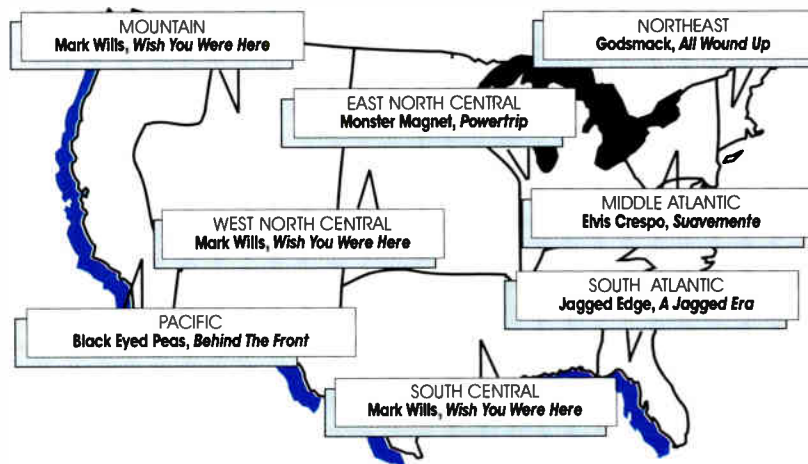 MOUNTAIN
Mark Wills, Wish You Were Here
NORTHEAST
Godsmack, All Wound Up
EAST NORTH CENTRAL
Monster Magnet, Powertrip
WEST NORTH CENTRAL
Mark Wills, Wish You Were Here
MIDDLE ATLANTIC
Elvis Crespo, Suavemente
SOUTH ATLANTIC
Jagged Edge, A Jagged Era
PACIFIC
Black Eyed Peas, Behind The Front
SOUTH CENTRAL
Mark Wills, Wish You Were Here